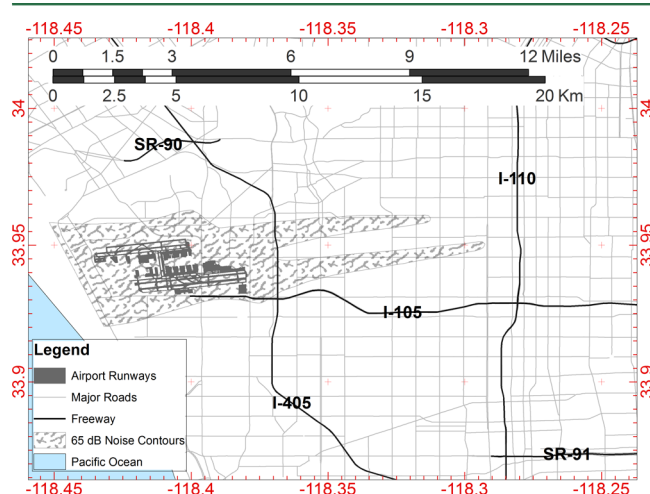 -118.45 -118.4 -118.35 -118.3 -118.25
0 1.5 3 6 9 12 Miles
0 2.5 5 10 15 20 Km
34 34
SR-90
I-110
33.95 33.95
I-105
Legend
Airport Runways
Major Roads
Freeway
65 dB Noise Contours
Pacific Ocean
33.9 33.9
I-405
SR-91
-118.45 -118.4 -118.35 -118.3 -118.25